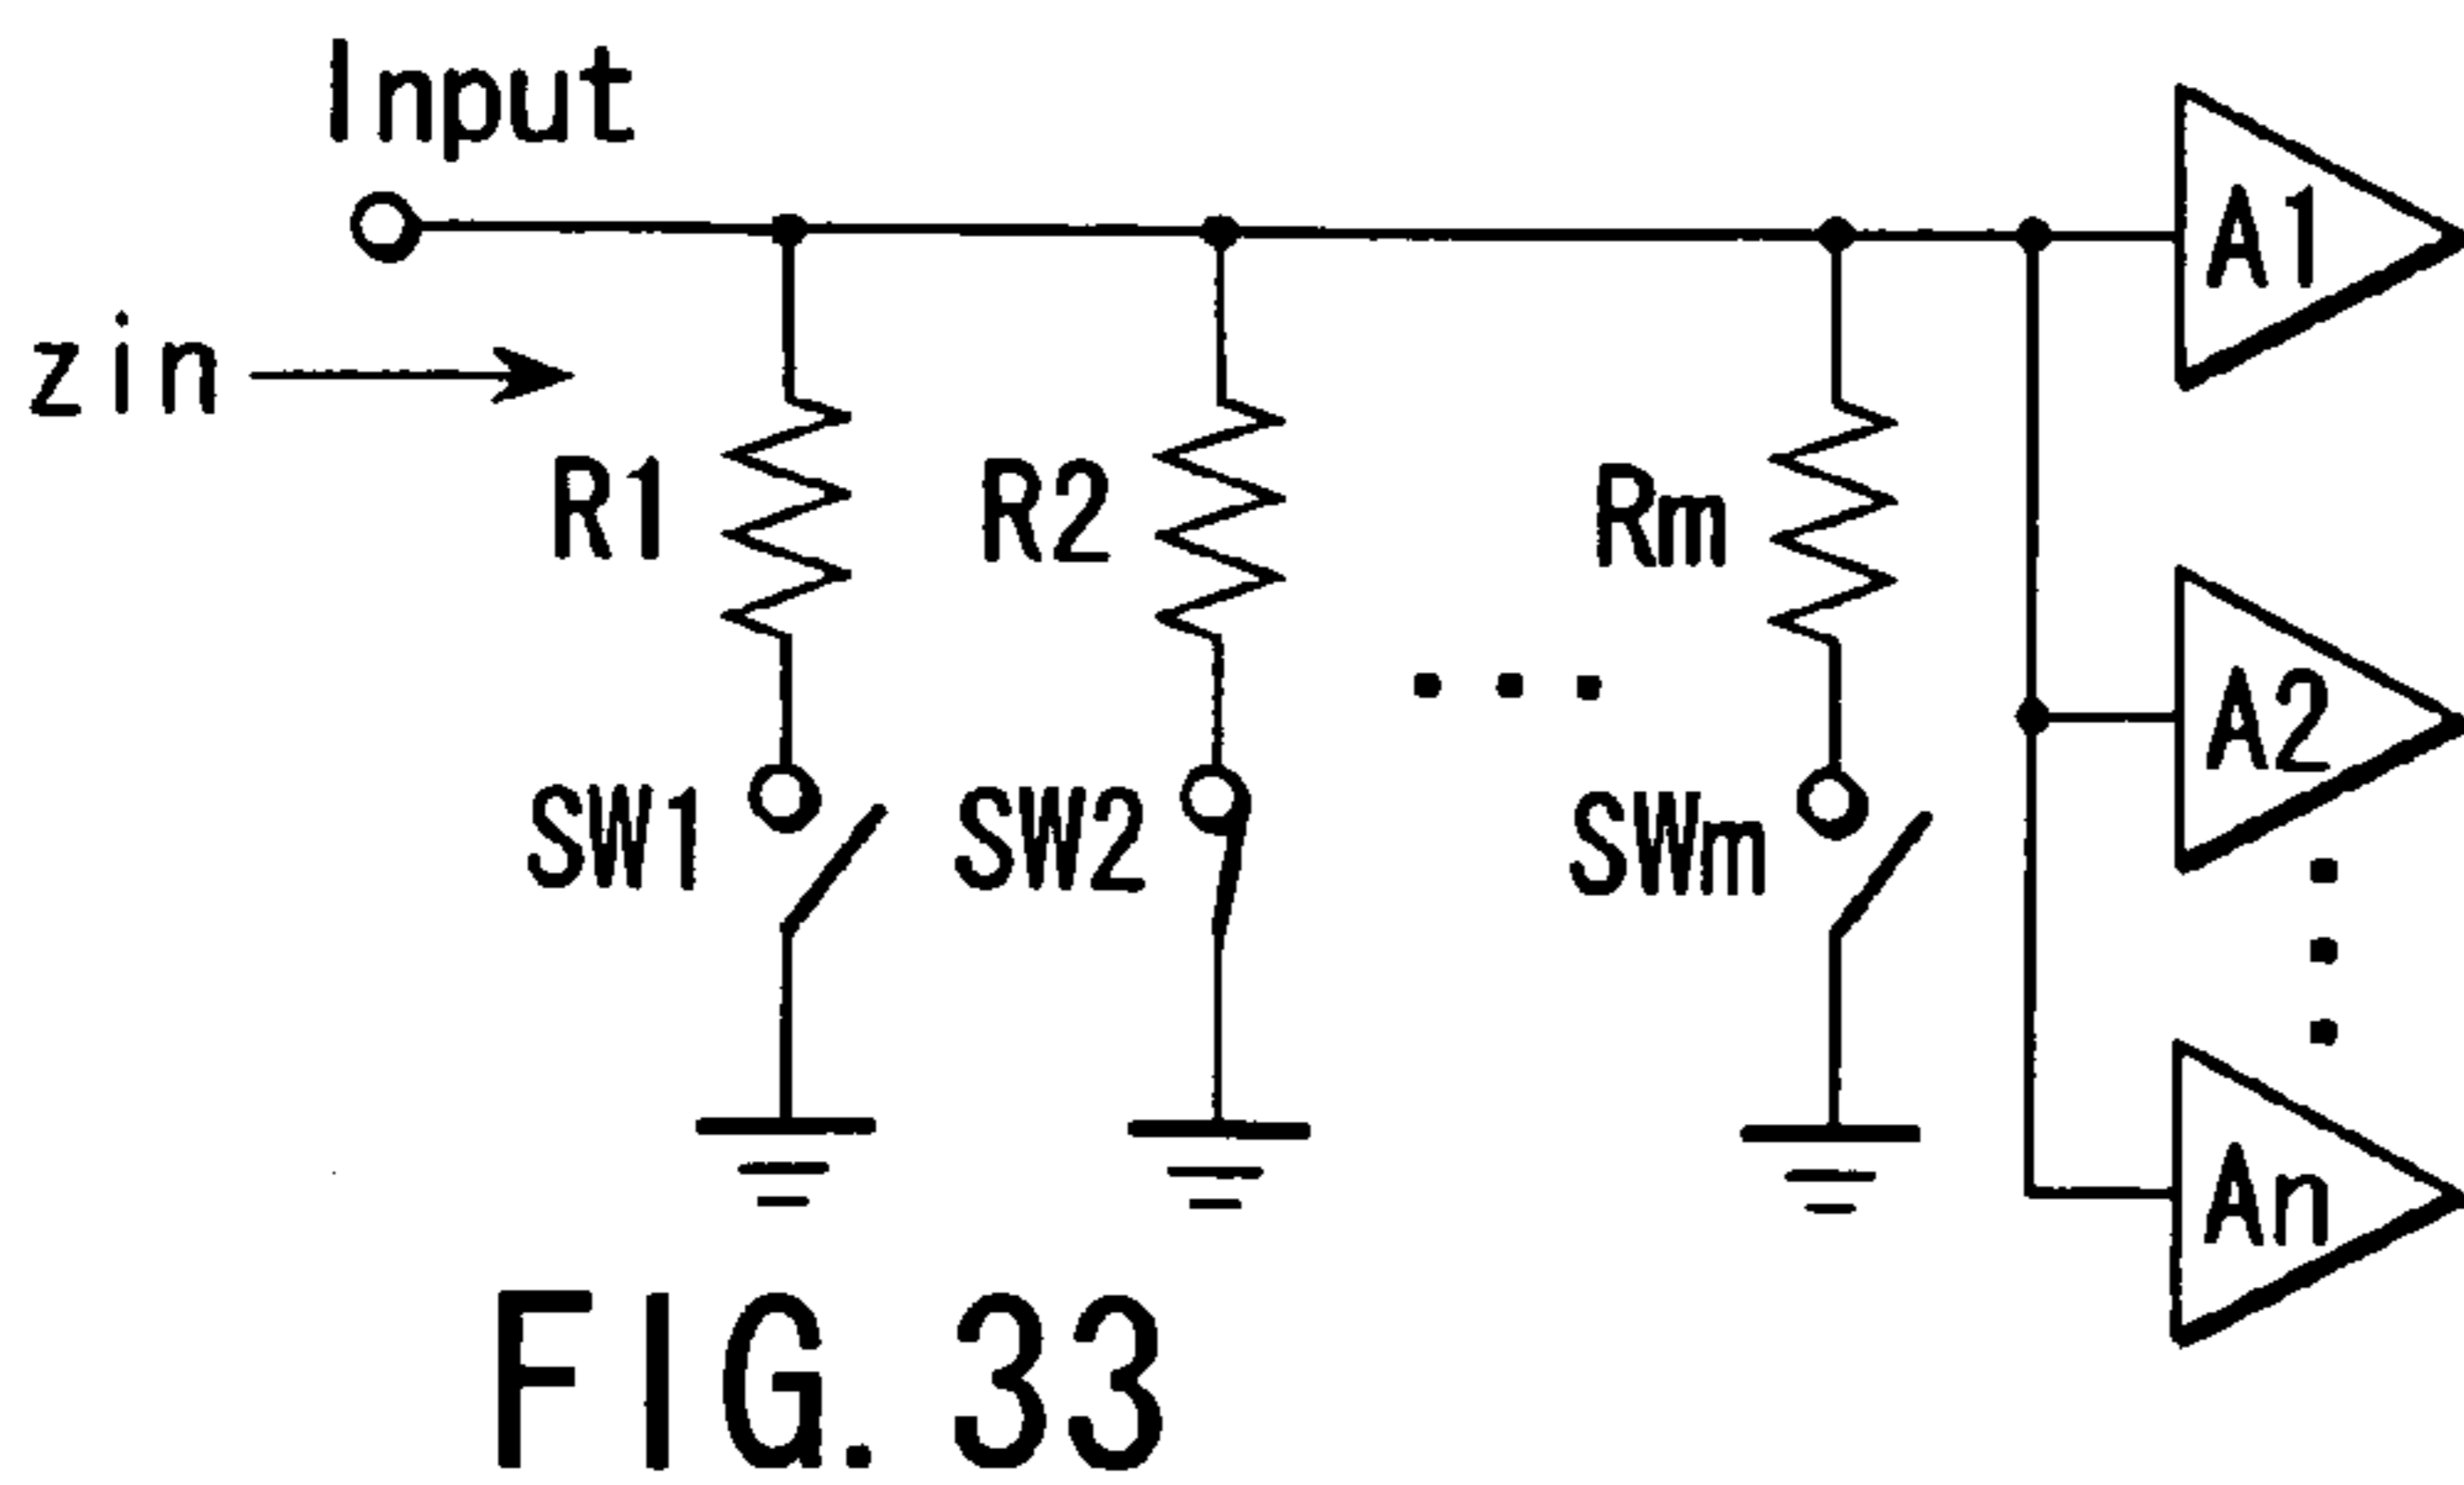 Input
A1
zin
R1 R2 Rm
A2
SW1 SW2 SWm
An
FIG. 33